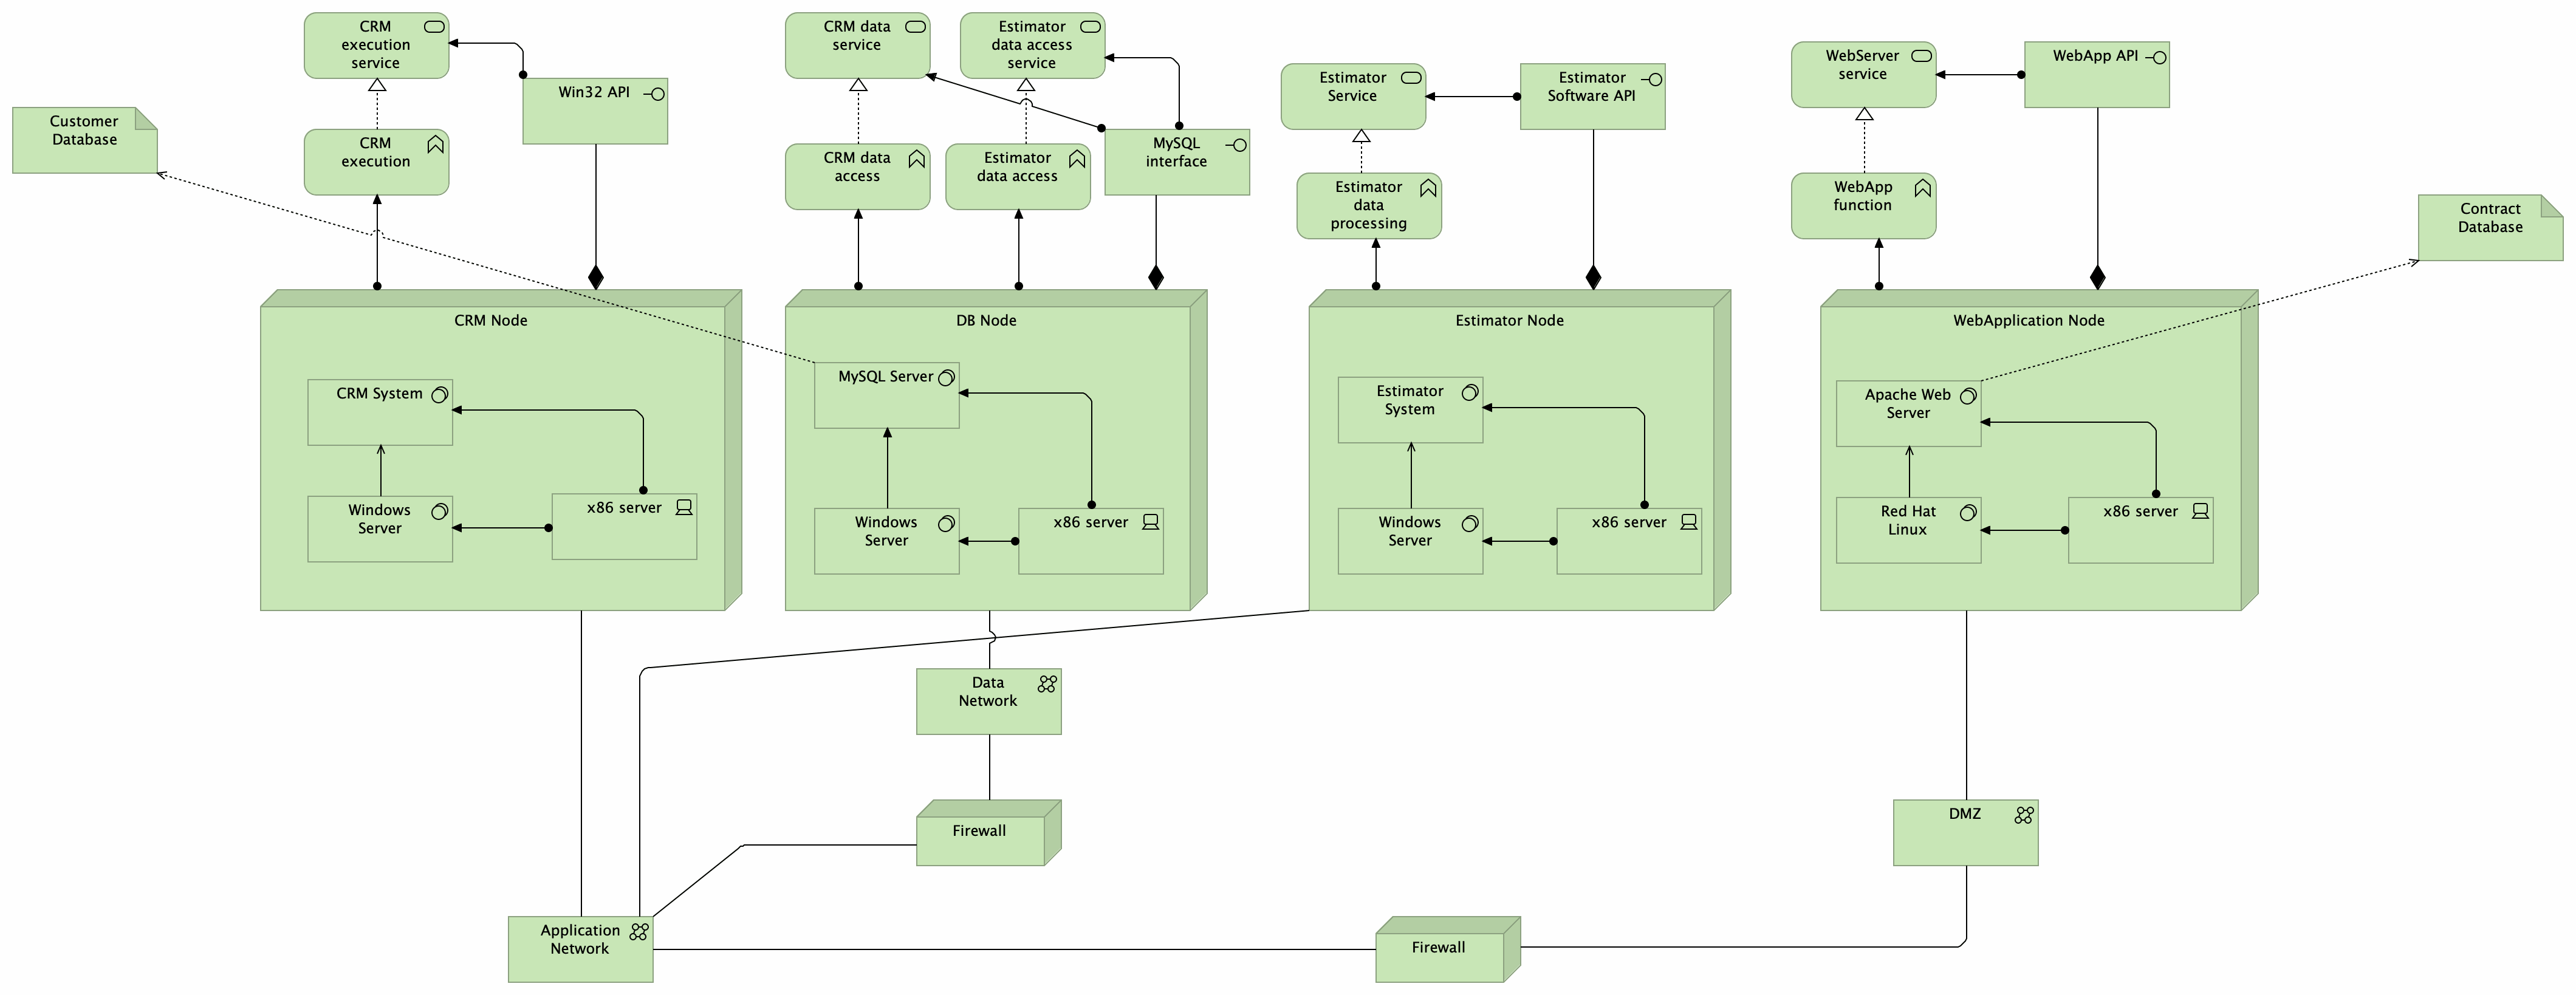 CRM
execution
service
CRM data
service
Estimator
data access
service
WebServer
service
WebApp API
Estimator
Service
Estimator
Software API
Win32 API
Customer
Database
CRM
execution
CRM data
access
Estimator
data access
MySQL
interface
Estimator
data
processing
WebApp
function
Contract
Database
CRM Node
DB Node
Estimator Node
WebApplication Node
CRM System
MySQL Server
Estimator
System
Apache Web
Server
Windows
Server
x86 server
Windows
Server
x86 server
Windows
Server
x86 server
Red Hat
Linux
x86 server
Data
Network
Firewall
DMZ
Application
Network
Firewall